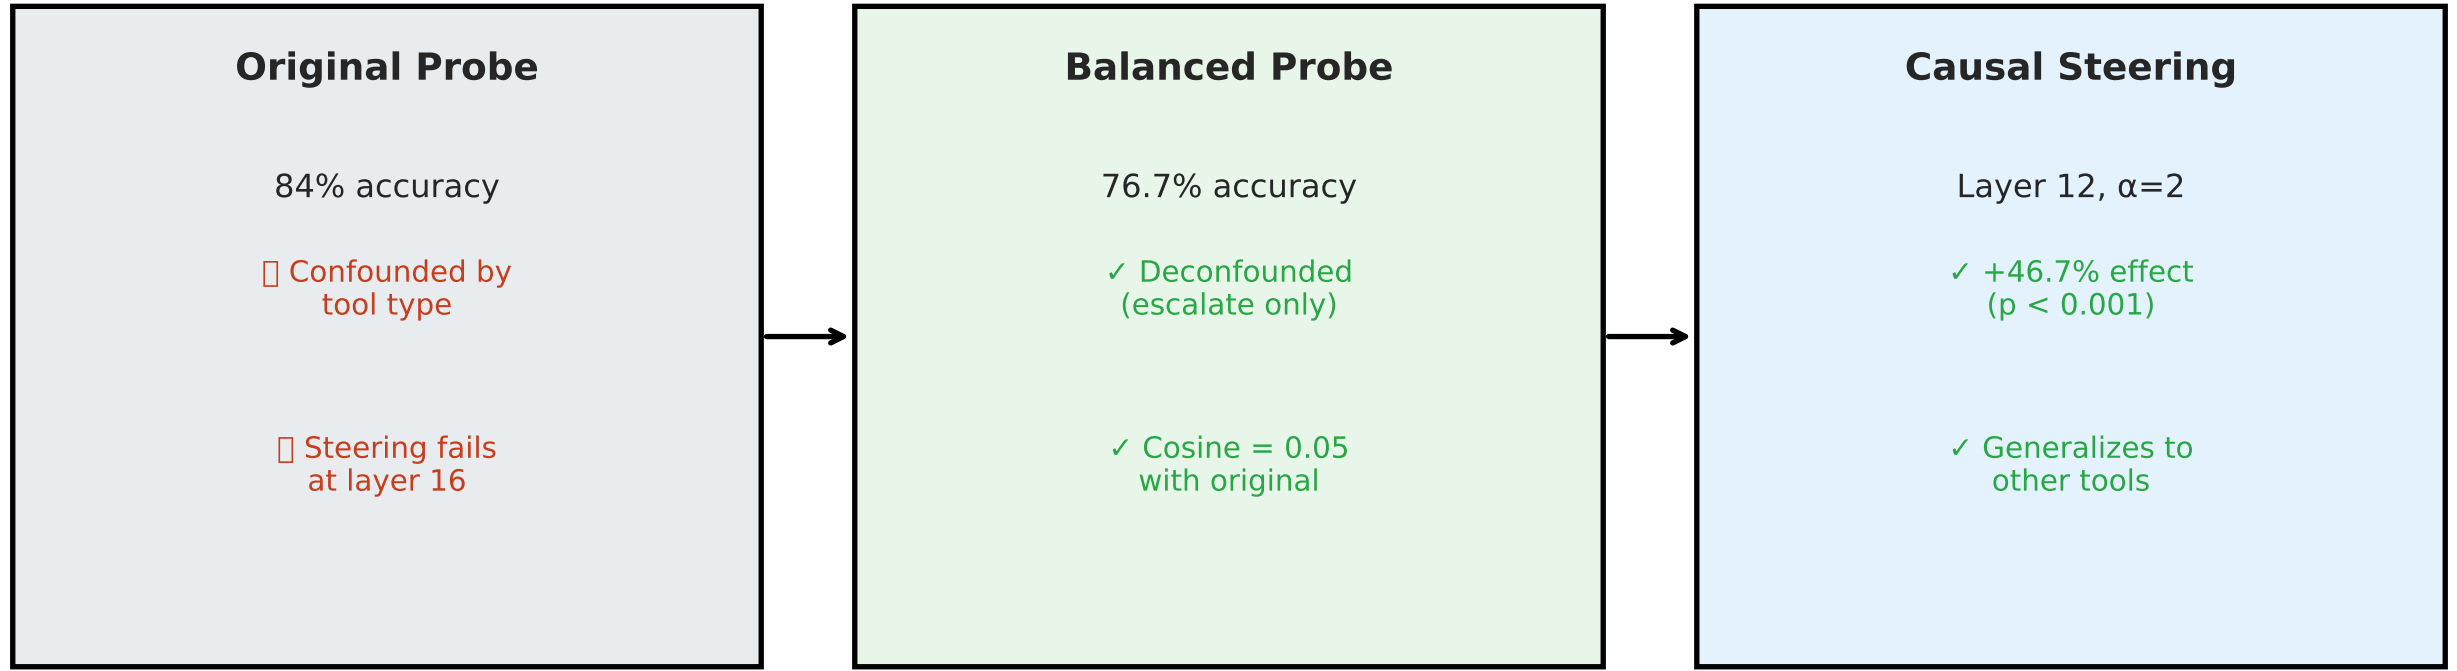 Original Probe
84% accuracy
Confounded by
tool type
Steering fails
at layer 16
Balanced Probe
76.7% accuracy
✓ Deconfounded
(escalate only)
✓ Cosine = 0.05
with original
Causal Steering
Layer 12, α=2
✓ +46.7% effect
(p < 0.001)
✓ Generalizes to
other tools